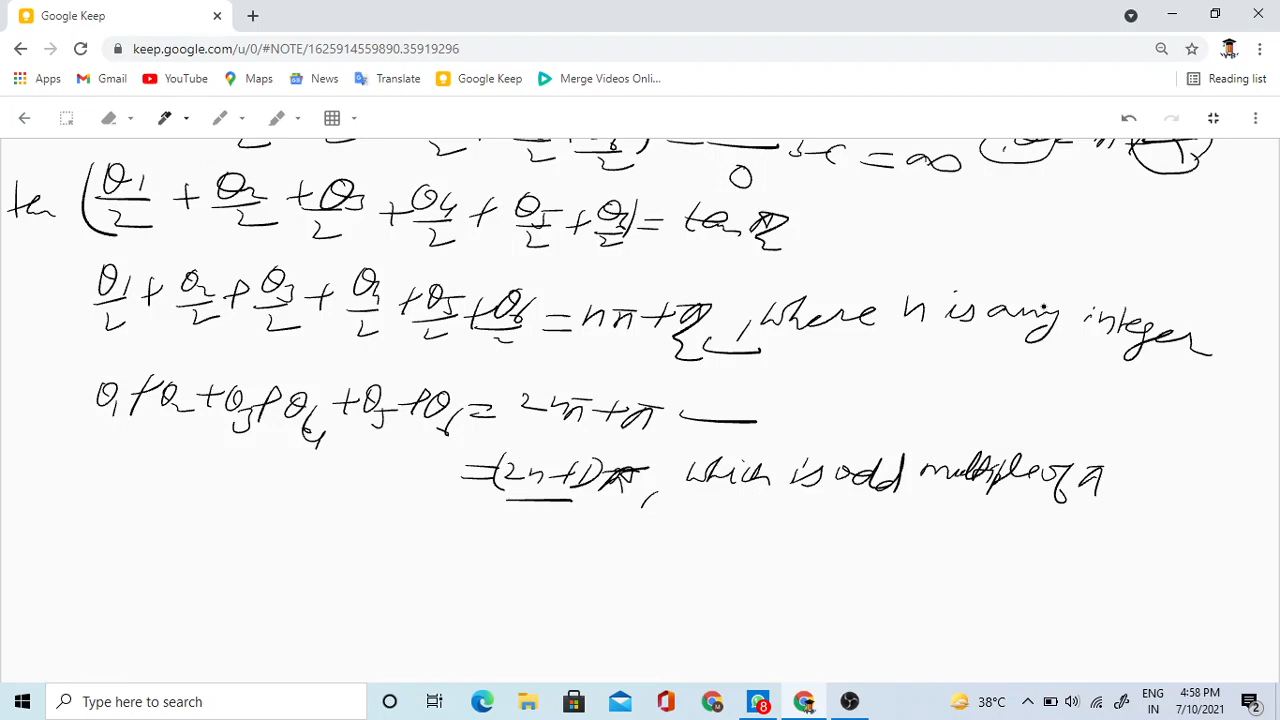 Google Keep
keep.google.com/u/0/#NOTE/1625914559890.35919296
Apps Gmail YouTube Maps News Translate Google Keep Merge Videos Onli... Reading list
0 = ∞
tan (θ1/2 + θ2/2 + θ3/2 + θ4/2 + θ5/2 + θ6/2) = tan π/2
θ1/2 + θ2/2 + θ3/2 + θ4/2 + θ5/2 + θ6/2 = nπ + π/2, where n is any integer
θ1 + θ2 + θ3 + θ4 + θ5 + θ6 = 2nπ + π
= (2n+1)π, which is odd multiple of π
Type here to search 8 38°C ENG 4:58 PM
IN 7/10/2021 2